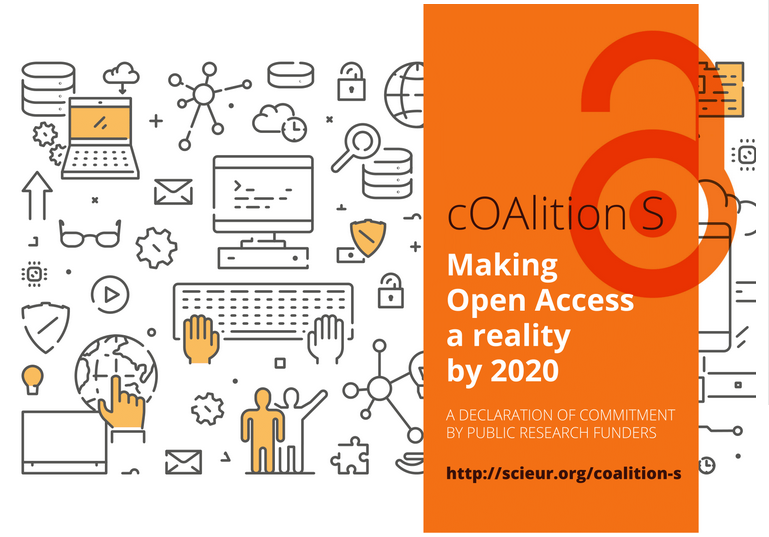 cOAlition S
Making
Open Access
a reality
by 2020
A DECLARATION OF COMMITMENT
BY PUBLIC RESEARCH FUNDERS
http://scieur.org/coalition-s